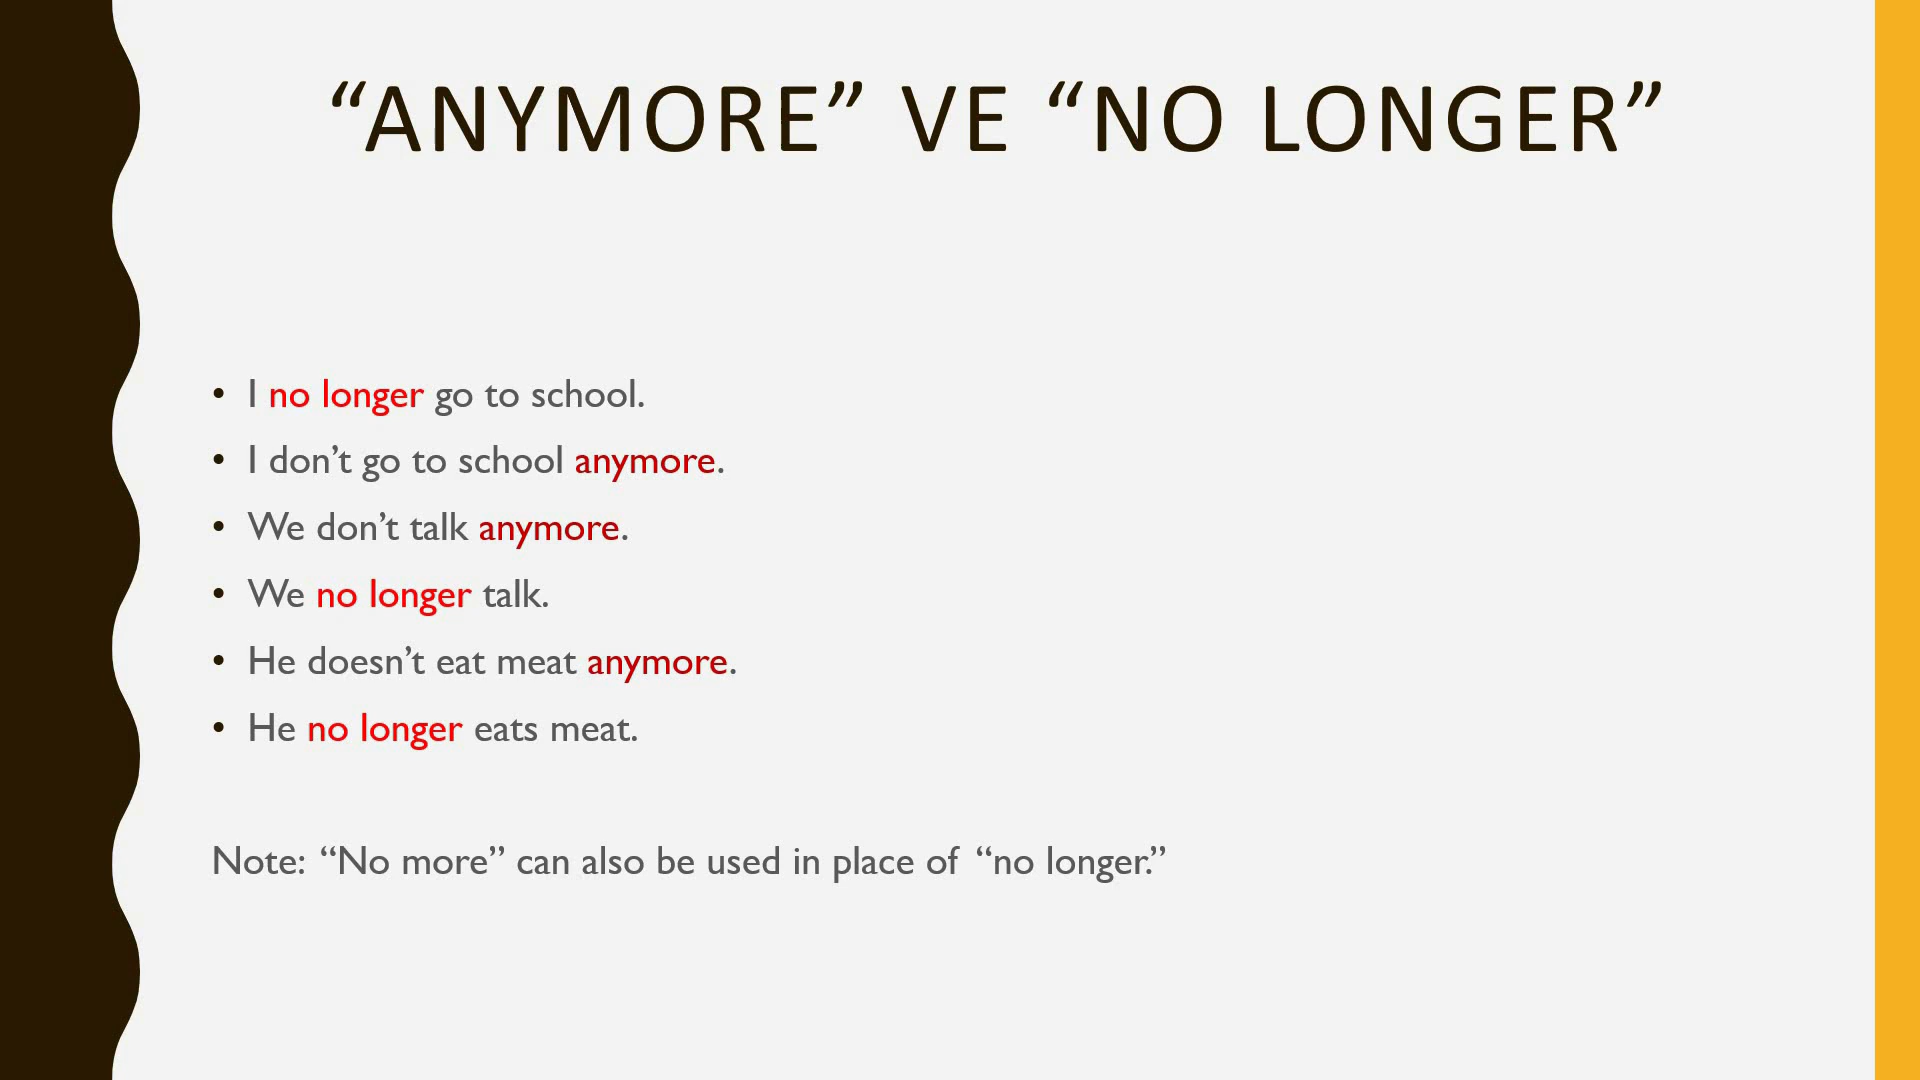 “ANYMORE” VE “NO LONGER”
• I no longer go to school.
• I don’t go to school anymore.
• We don’t talk anymore.
• We no longer talk.
• He doesn’t eat meat anymore.
• He no longer eats meat.
Note: “No more” can also be used in place of “no longer.”